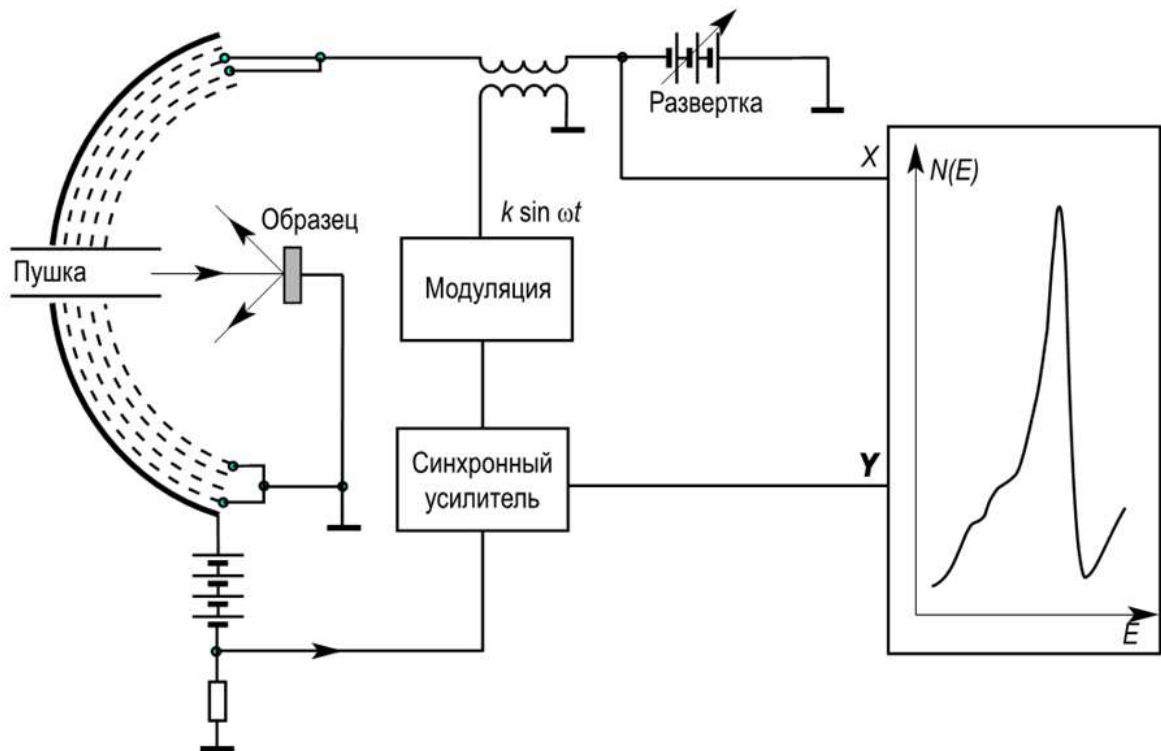 Развертка
X
N(E)
k sin ωt
Образец
Пушка
Модуляция
Синхронный
усилитель
Y
E